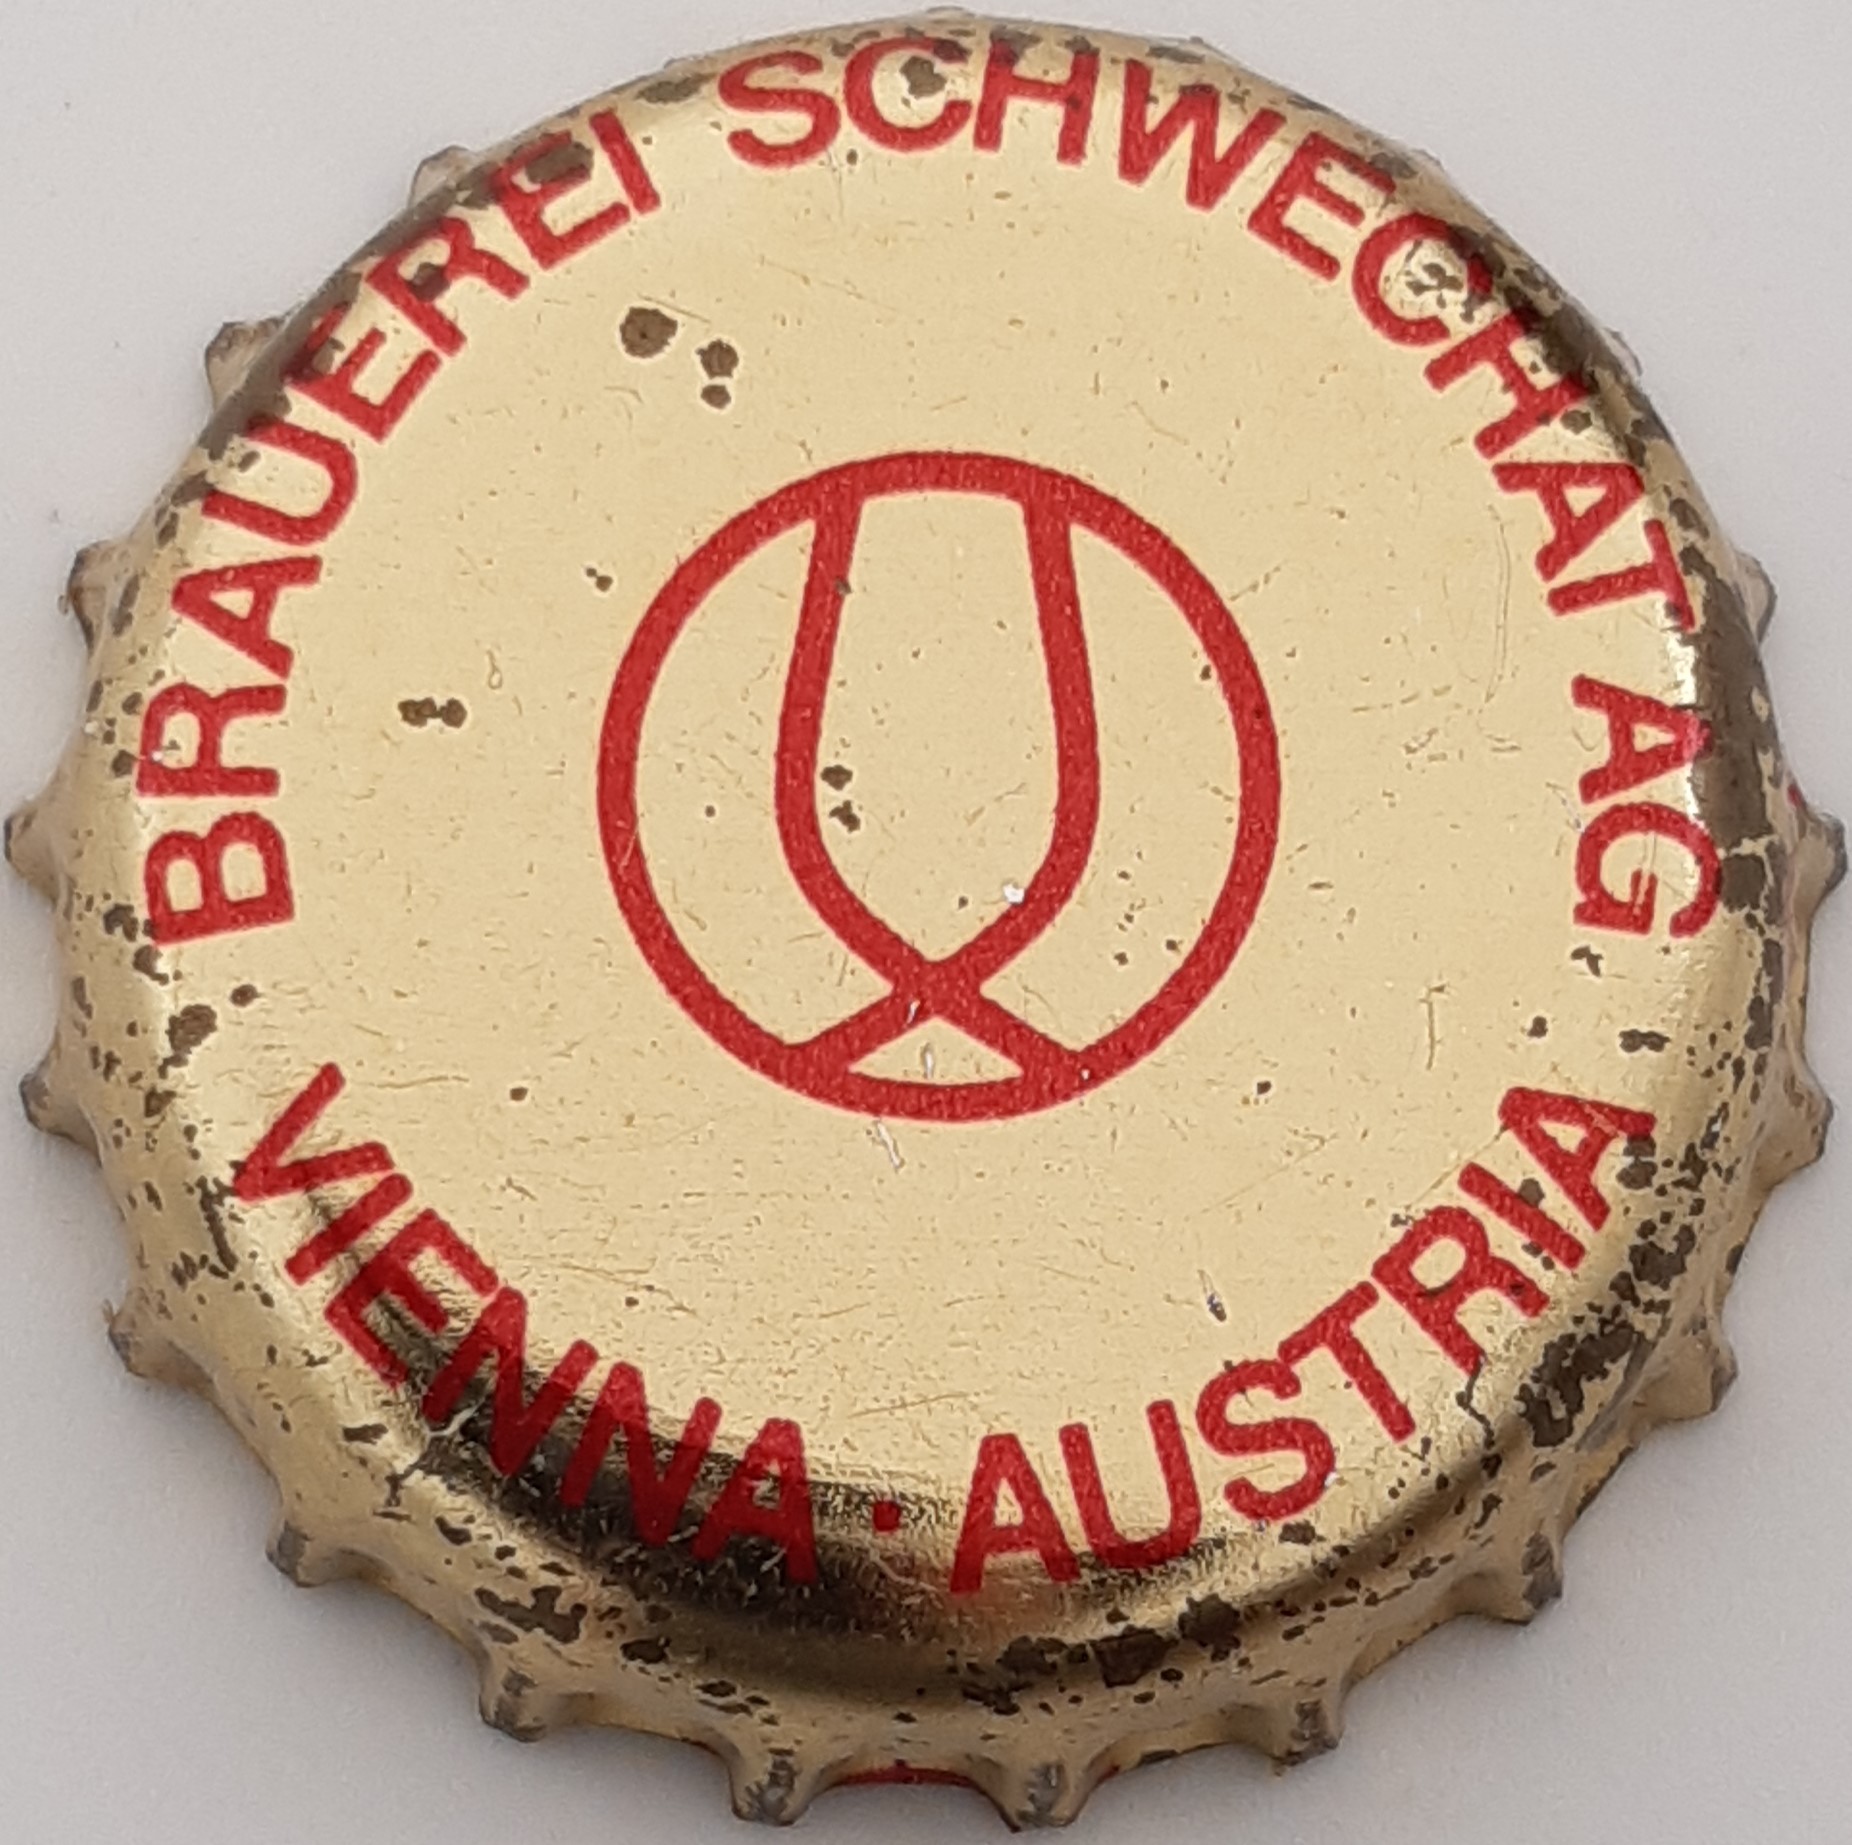 BRAUEREI SCHWECHAT AG
VIENNA · AUSTRIA